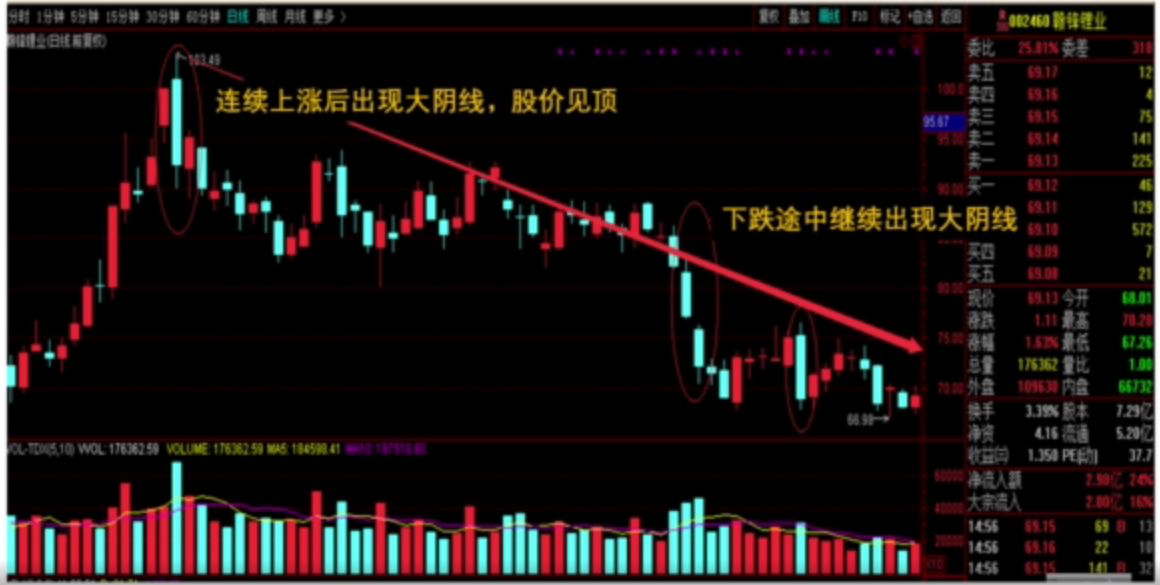 分时 1分钟 5分钟 15分钟 30分钟 60分钟 日线 周线 月线 更多 >
复权 叠加 画线 F10 标记 +自选 返回
002460 赣锋锂业
赣锋锂业(日线 前复权)
103.49
连续上涨后出现大阴线，股价见顶
下跌途中继续出现大阴线
66.98
100.0
95.67
95.00
90.00
80.00
75.00
70.00
委比 25.81% 委差 318
卖五 69.17 12
卖四 69.16 4
卖三 69.15 75
卖二 69.14 141
卖一 69.13 225
买一 69.12 46
69.11 129
69.10 572
买四 69.09 7
买五 69.08 21
现价 69.13 今开 68.01
涨跌 1.11 最高 70.20
涨幅 1.63% 最低 67.26
总量 176362 量比 1.00
外盘 109630 内盘 66732
换手 3.39% 股本 7.29亿
净资 4.16 流通 5.20亿
收益(三) 1.350 PE(动) 37.7
净流入额 2.90亿 24%
大宗流入 2.00亿 16%
14:56 69.15 69 B 13
14:56 69.16 22 10
14:56 69.15 141 B 32
VOL-TDX(5,10) VVOL: 176362.59 VOLUME: 176362.59 MA5: 184598.41
60000
40000
20000
X10